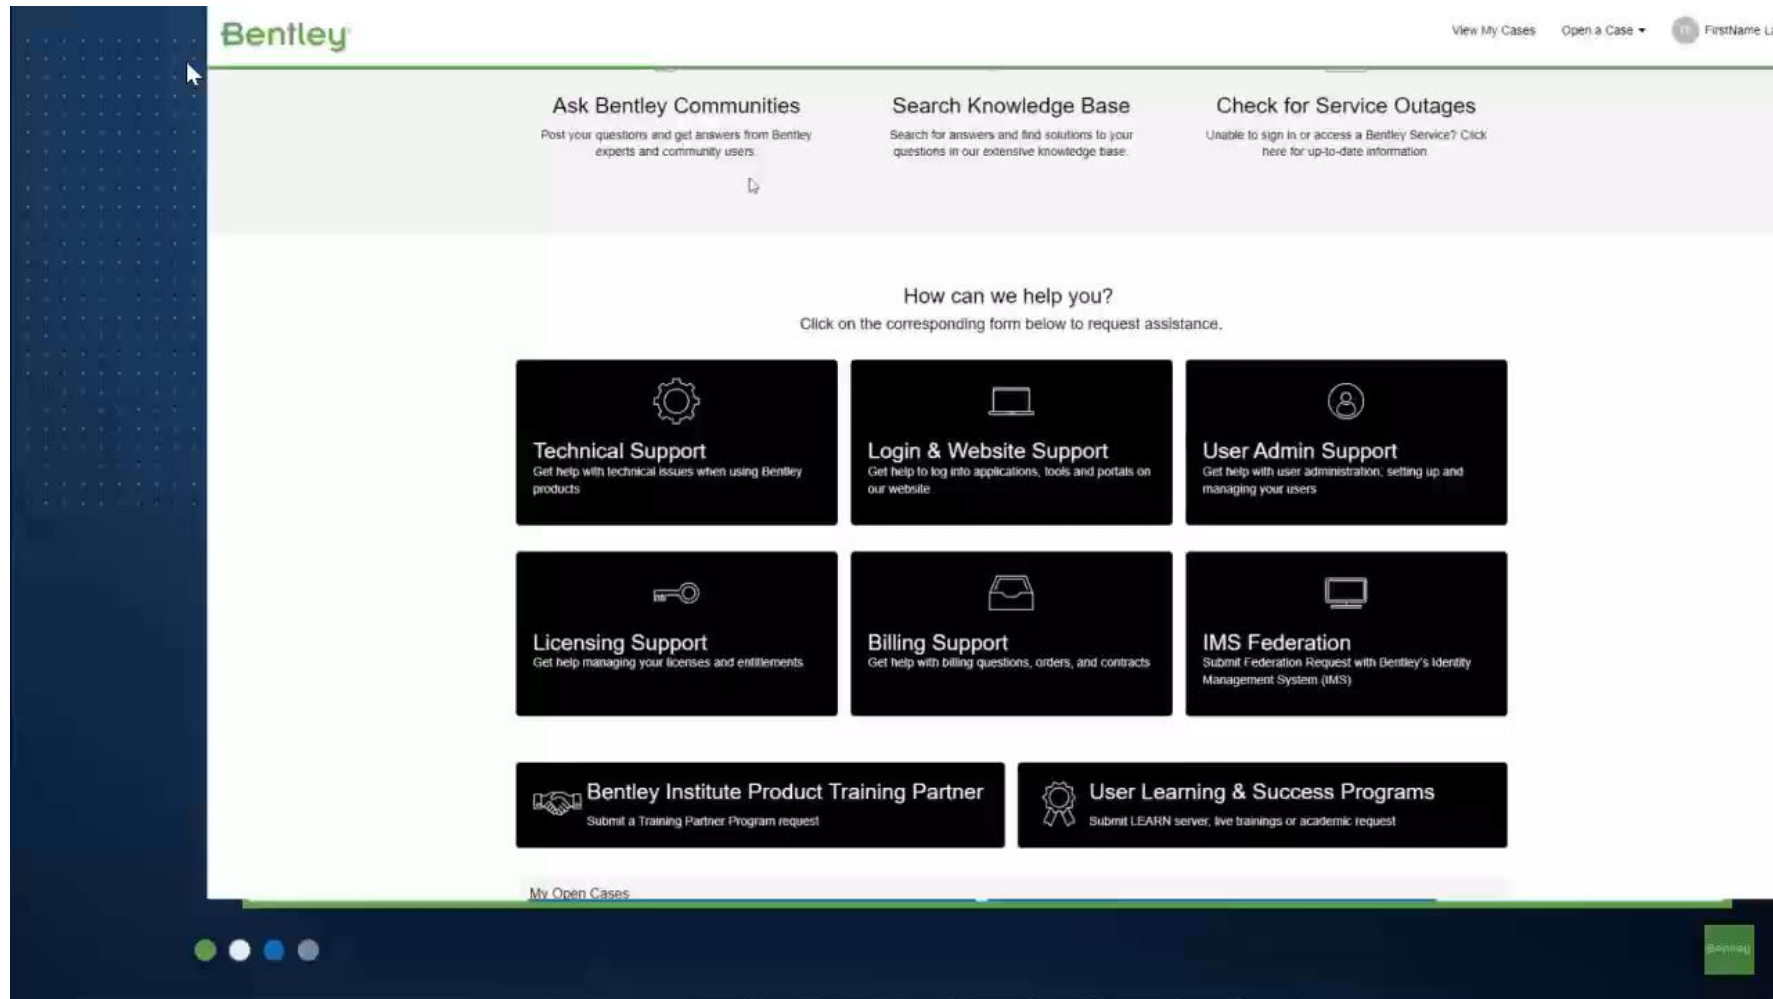 Bentley
View My Cases
Open a Case
FirstName
Ask Bentley Communities
Post your questions and get answers from Bentley
experts and community users.
Search Knowledge Base
Search for answers and find solutions to your
questions in our extensive knowledge base.
Check for Service Outages
Unable to sign in or access a Bentley Service? Click
here for up-to-date information
How can we help you?
Click on the corresponding form below to request assistance.
Technical Support
Get help with technical issues when using Bentley
products
Login & Website Support
Get help to log into applications, tools and portals on
our website
User Admin Support
Get help with user administration; setting up and
managing your users
Licensing Support
Get help managing your licenses and entitlements
Billing Support
Get help with billing questions, orders, and contracts
IMS Federation
Submit Federation Request with Bentley's Identity
Management System (IMS)
Bentley Institute Product Training Partner
Submit a Training Partner Program request
User Learning & Success Programs
Submit LEARN server, live trainings or academic request
My Open Cases
Bentley